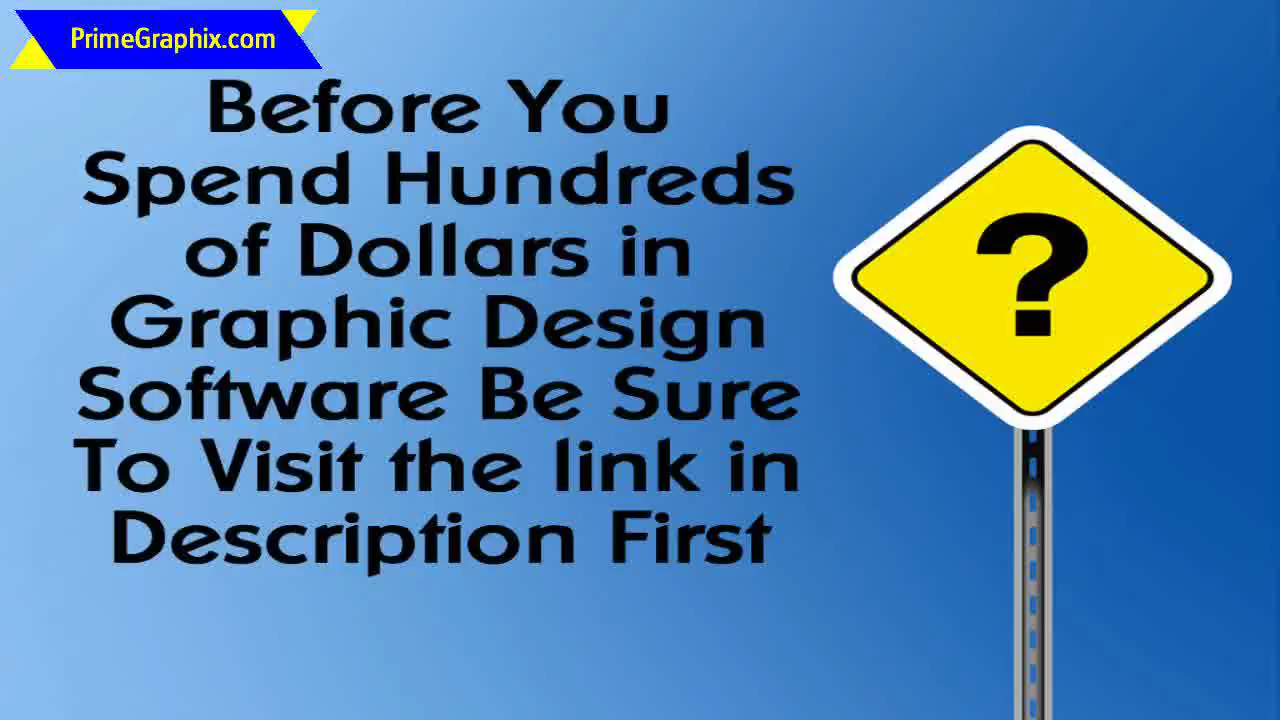 PrimeGraphix.com
Before You
Spend Hundreds
of Dollars in
Graphic Design
Software Be Sure
To Visit the link in
Description First
?